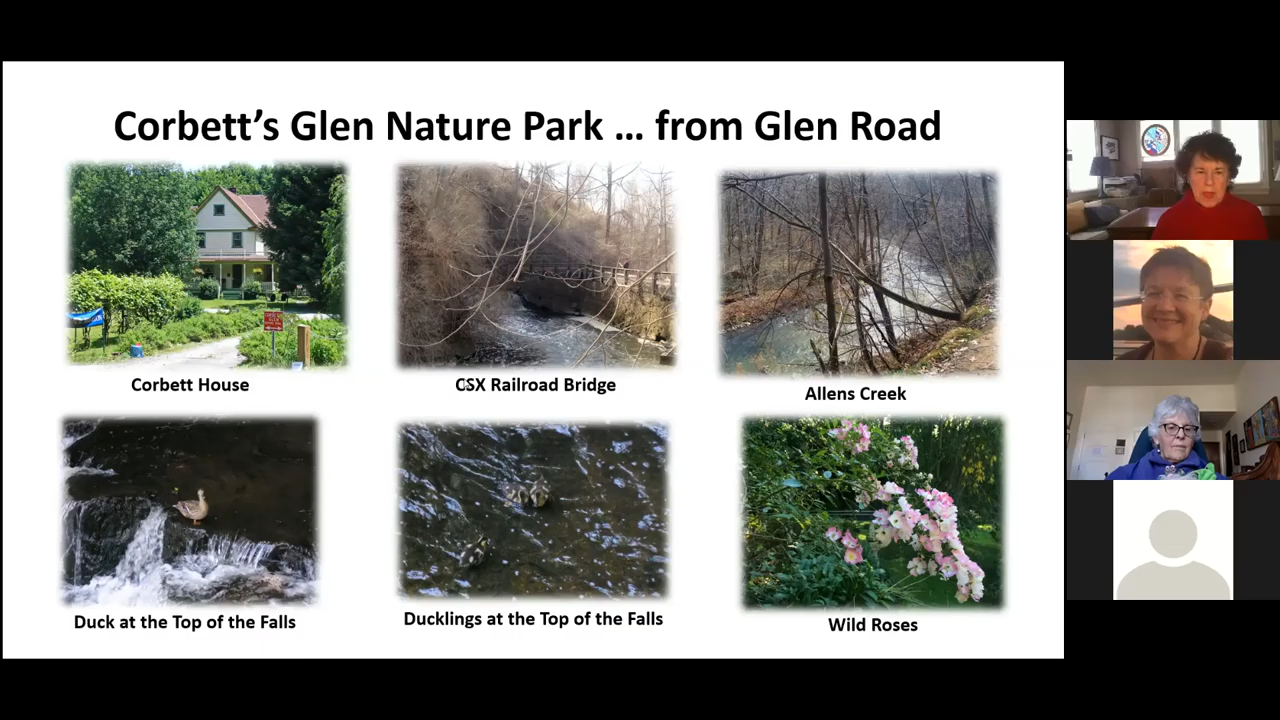 Corbett’s Glen Nature Park … from Glen Road
Corbett House
CSX Railroad Bridge
Allens Creek
Duck at the Top of the Falls
Ducklings at the Top of the Falls
Wild Roses